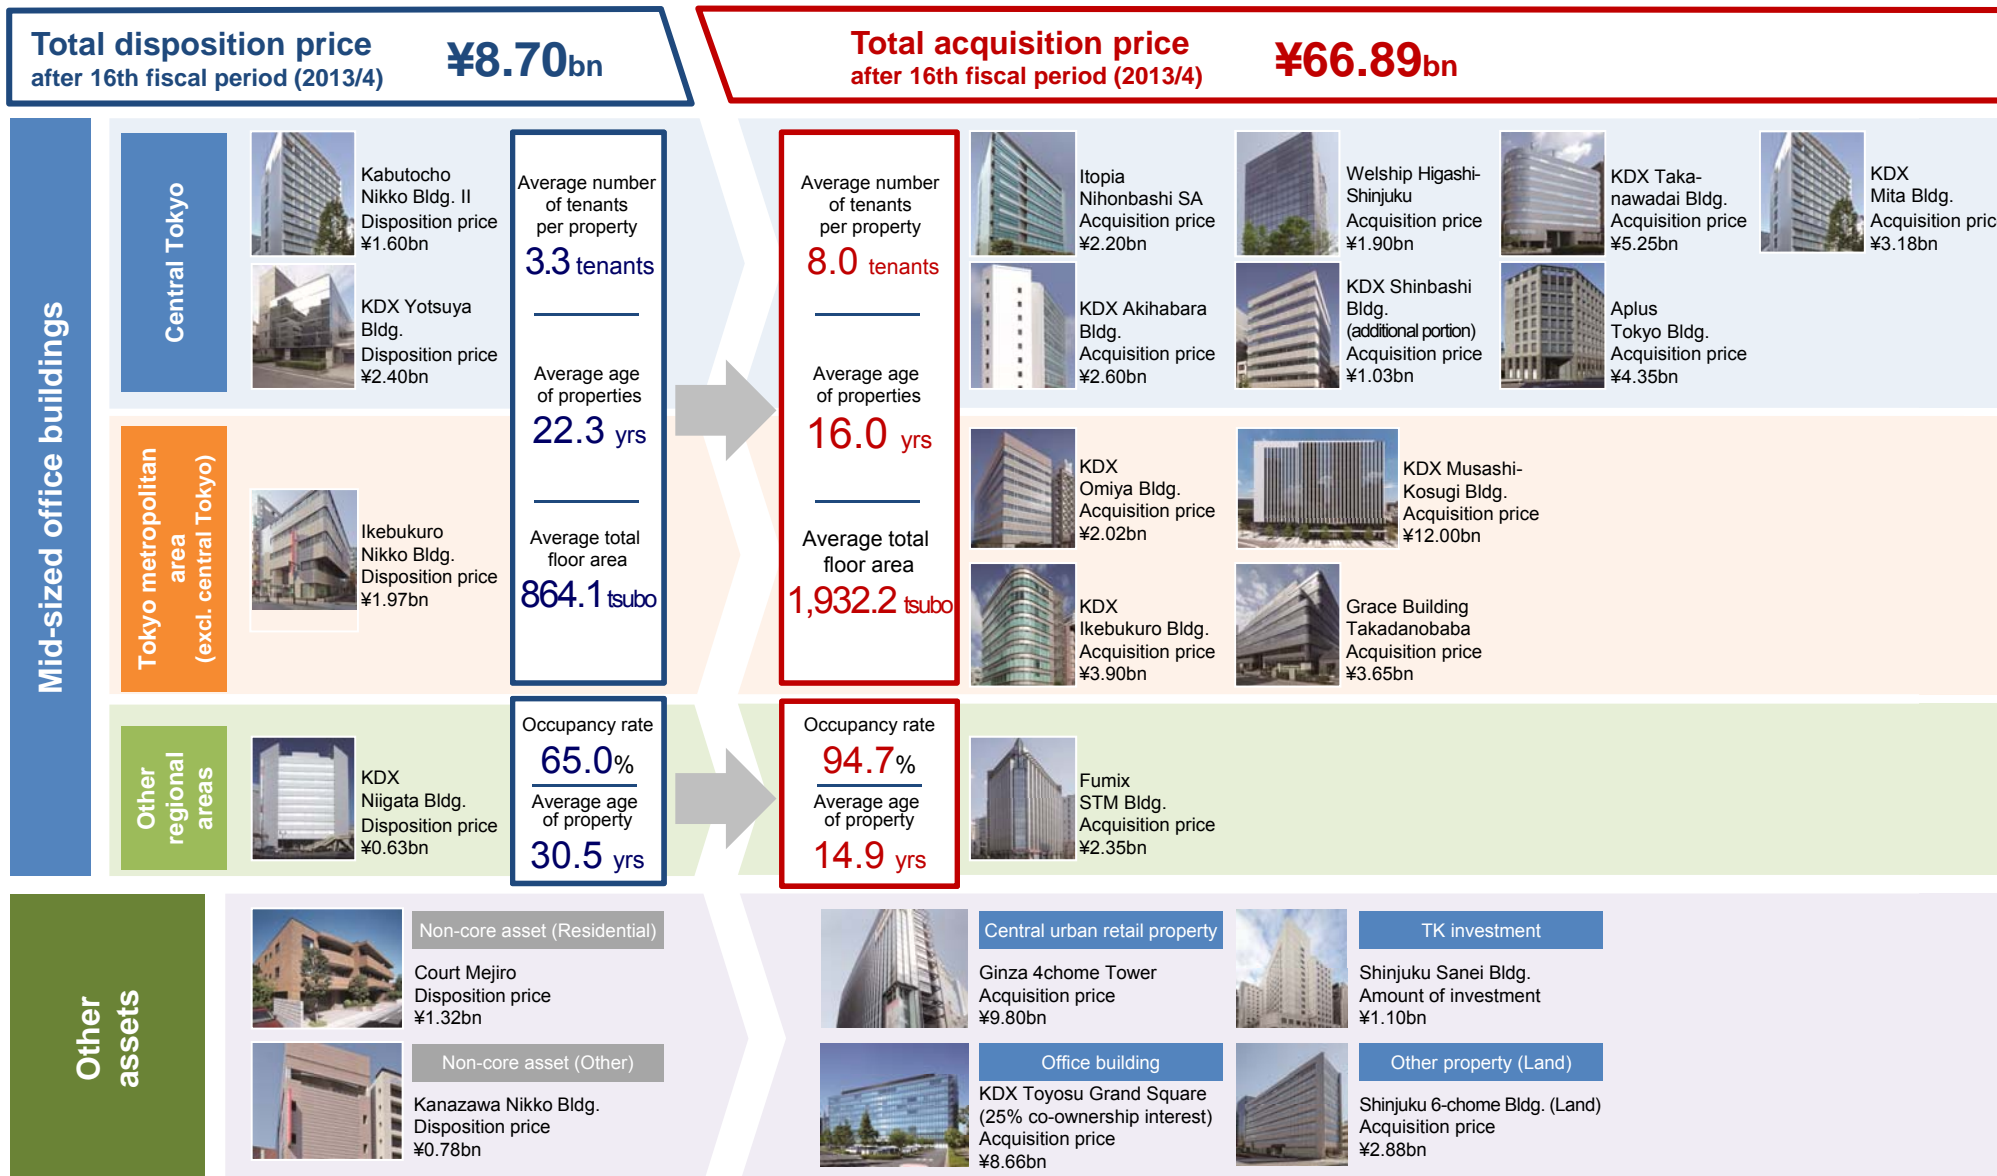 Total disposition price
after 16th fiscal period (2013/4)
¥8.70bn
Total acquisition price
after 16th fiscal period (2013/4)
¥66.89bn
Mid-sized office buildings
Central Tokyo
Kabutocho
Nikko Bldg. II
Disposition price
¥1.60bn
KDX Yotsuya
Bldg.
Disposition price
¥2.40bn
Average number
of tenants
per property
3.3 tenants
Average age
of properties
22.3 yrs
Average total
floor area
864.1 tsubo
Average number
of tenants
per property
8.0 tenants
Average age
of properties
16.0 yrs
Average total
floor area
1,932.2 tsubo
Itopia
Nihonbashi SA
Acquisition price
¥2.20bn
Welship Higashi-
Shinjuku
Acquisition price
¥1.90bn
KDX Taka-
nawadai Bldg.
Acquisition price
¥5.25bn
KDX
Mita Bldg.
Acquisition pric
¥3.18bn
KDX Akihabara
Bldg.
Acquisition price
¥2.60bn
KDX Shinbashi
Bldg.
(additional portion)
Acquisition price
¥1.03bn
Aplus
Tokyo Bldg.
Acquisition price
¥4.35bn
Tokyo metropolitan
area
(excl. central Tokyo)
Ikebukuro
Nikko Bldg.
Disposition price
¥1.97bn
KDX
Omiya Bldg.
Acquisition price
¥2.02bn
KDX Musashi-
Kosugi Bldg.
Acquisition price
¥12.00bn
KDX
Ikebukuro Bldg.
Acquisition price
¥3.90bn
Grace Building
Takadanobaba
Acquisition price
¥3.65bn
Other
regional
areas
KDX
Niigata Bldg.
Disposition price
¥0.63bn
Occupancy rate
65.0%
Average age
of property
30.5 yrs
Occupancy rate
94.7%
Average age
of property
14.9 yrs
Fumix
STM Bldg.
Acquisition price
¥2.35bn
Other
assets
Non-core asset (Residential)
Court Mejiro
Disposition price
¥1.32bn
Non-core asset (Other)
Kanazawa Nikko Bldg.
Disposition price
¥0.78bn
Central urban retail property
Ginza 4chome Tower
Acquisition price
¥9.80bn
TK investment
Shinjuku Sanei Bldg.
Amount of investment
¥1.10bn
Office building
KDX Toyosu Grand Square
(25% co-ownership interest)
Acquisition price
¥8.66bn
Other property (Land)
Shinjuku 6-chome Bldg. (Land)
Acquisition price
¥2.88bn